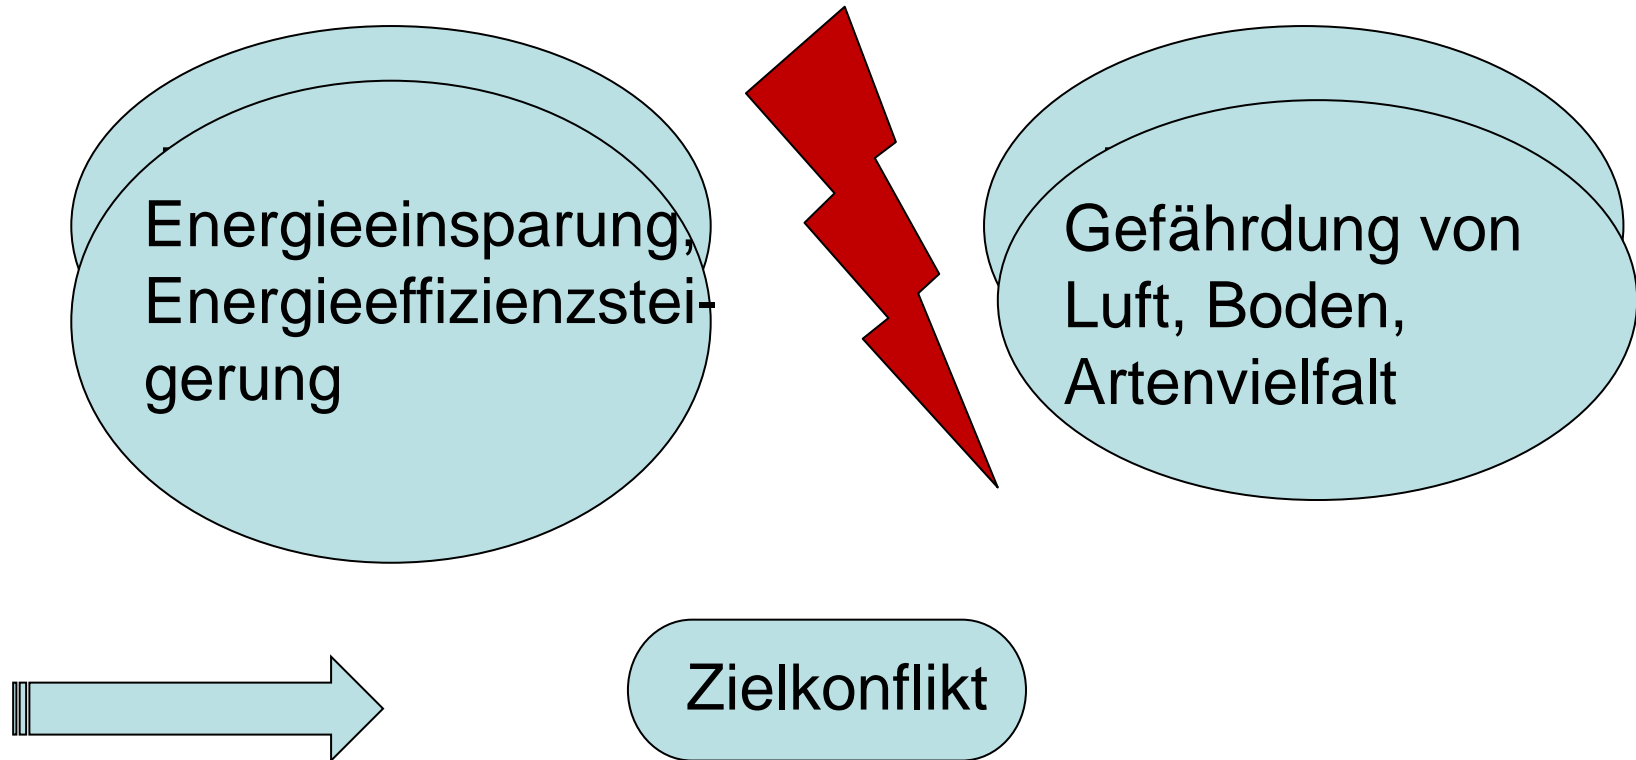 Energieeinsparung,
Energieeffizienzstei-
gerung
Gefährdung von
Luft, Boden,
Artenvielfalt
Zielkonflikt